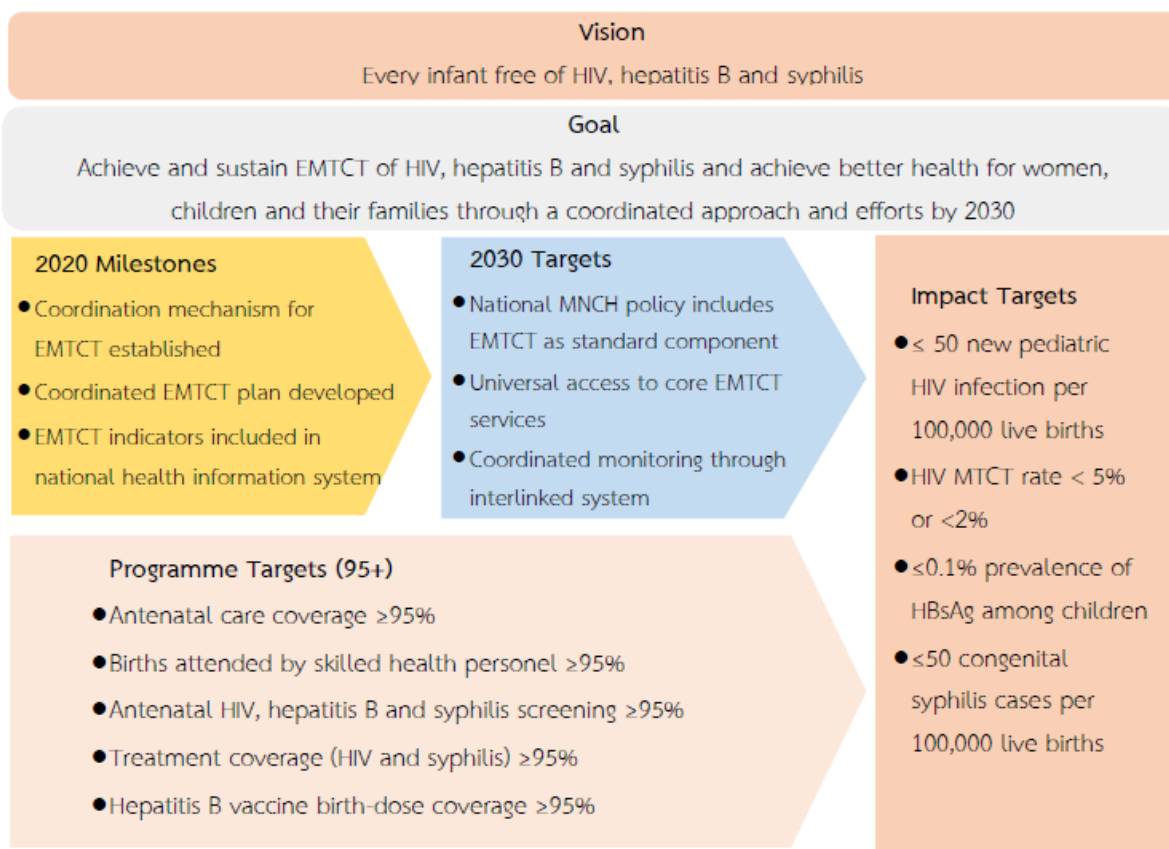 Vision
Every infant free of HIV, hepatitis B and syphilis
Goal
Achieve and sustain EMTCT of HIV, hepatitis B and syphilis and achieve better health for women,
children and their families through a coordinated approach and efforts by 2030
2020 Milestones
● Coordination mechanism for
EMTCT established
● Coordinated EMTCT plan developed
● EMTCT indicators included in
national health information system
2030 Targets
● National MNCH policy includes
EMTCT as standard component
● Universal access to core EMTCT
services
● Coordinated monitoring through
interlinked system
Impact Targets
● ≤ 50 new pediatric
HIV infection per
100,000 live births
● HIV MTCT rate < 5%
or <2%
● ≤0.1% prevalence of
HBsAg among children
● ≤50 congenital
syphilis cases per
100,000 live births
Programme Targets (95+)
● Antenatal care coverage ≥95%
● Births attended by skilled health personel ≥95%
● Antenatal HIV, hepatitis B and syphilis screening ≥95%
● Treatment coverage (HIV and syphilis) ≥95%
● Hepatitis B vaccine birth-dose coverage ≥95%